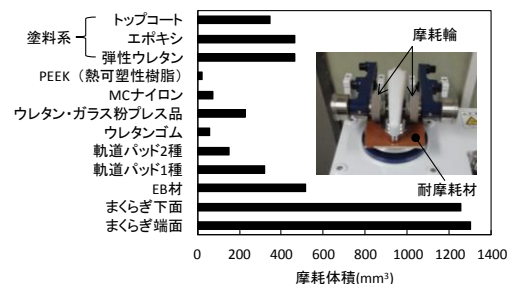 トップコート
塗料系
エポキシ
弾性ウレタン
PEEK（熱可塑性樹脂）
MCナイロン
ウレタン・ガラス粉プレス品
ウレタンゴム
軌道パッド2種
軌道パッド1種
EB材
まくらぎ下面
まくらぎ端面
摩耗輪
耐摩耗材
0 200 400 600 800 1000 1200 1400
摩耗体積(mm³)